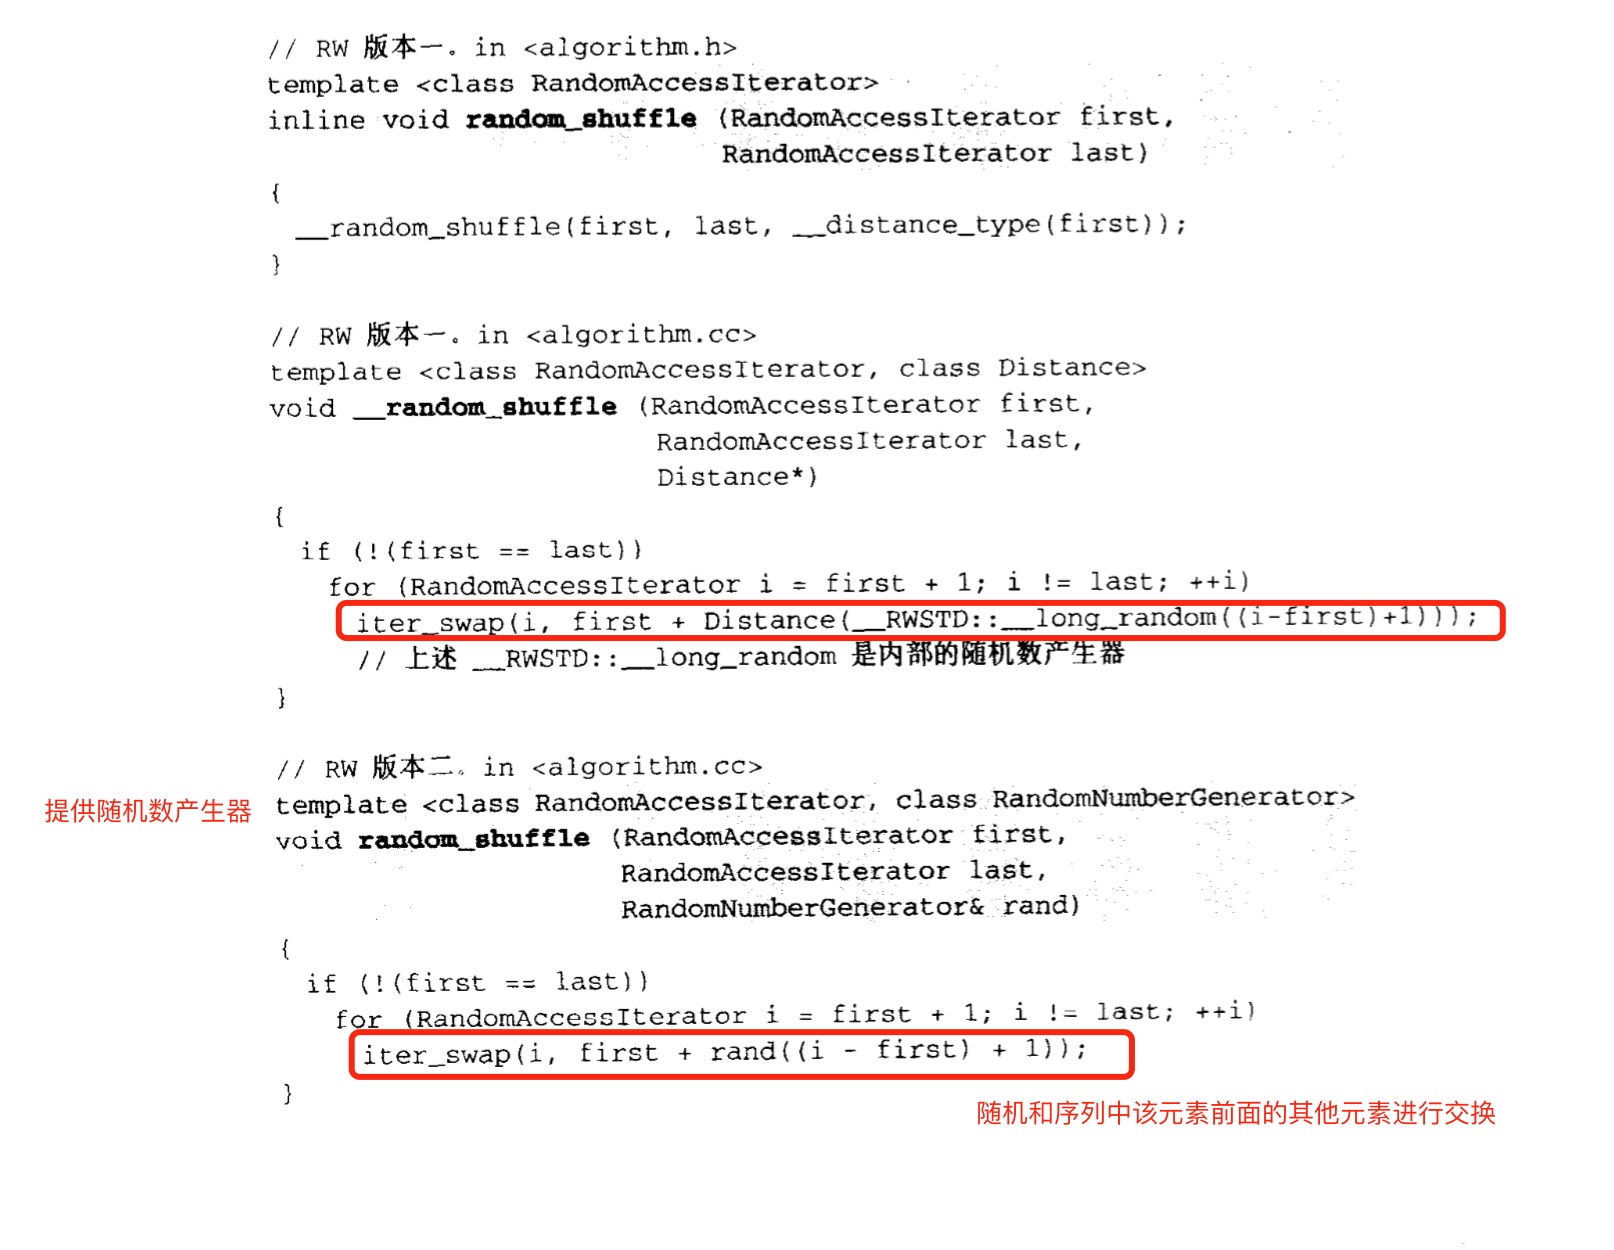 // RW 版本一。in <algorithm.h>
template <class RandomAccessIterator>
inline void random_shuffle (RandomAccessIterator first,
RandomAccessIterator last)
{
__random_shuffle(first, last, __distance_type(first));
}
// RW 版本一。in <algorithm.cc>
template <class RandomAccessIterator, class Distance>
void __random_shuffle (RandomAccessIterator first,
RandomAccessIterator last,
Distance*)
{
if (!(first == last))
for (RandomAccessIterator i = first + 1; i != last; ++i)
iter_swap(i, first + Distance(__RWSTD::__long_random((i-first)+1)));
// 上述 __RWSTD::__long_random 是内部的随机数产生器
}
// RW 版本二。in <algorithm.cc>
提供随机数产生器 template <class RandomAccessIterator, class RandomNumberGenerator>
void random_shuffle (RandomAccessIterator first,
RandomAccessIterator last,
RandomNumberGenerator& rand)
{
if (!(first == last))
for (RandomAccessIterator i = first + 1; i != last; ++i)
iter_swap(i, first + rand((i - first) + 1));
}
随机和序列中该元素前面的其他元素进行交换